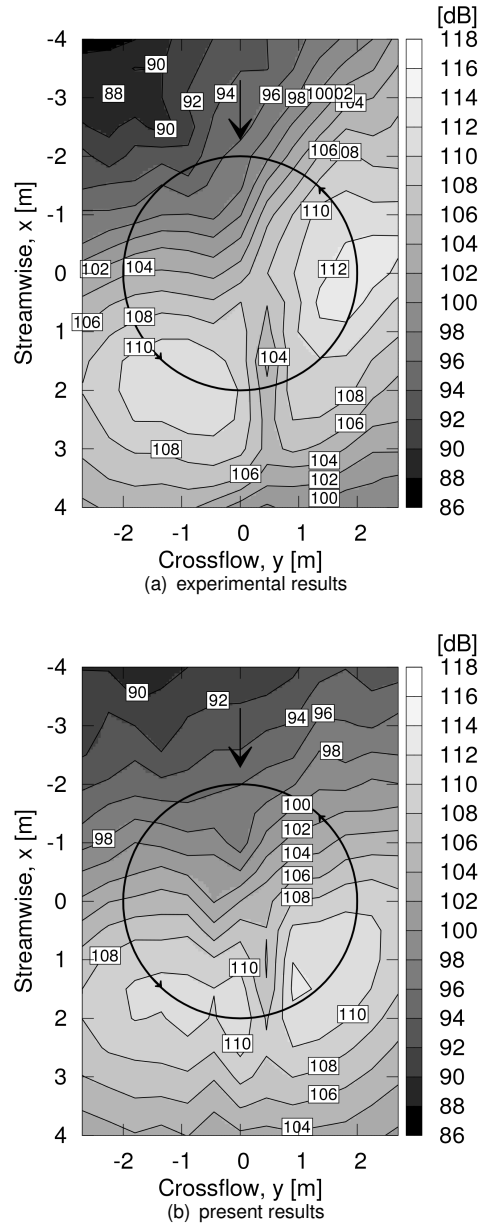 [dB]
-4 118
90 116
88 92 94 96 98 100 102
-3 104 114
90 112
-2 106 108 110
-1 110 108
106
0 102 104 112 104
102
1 106 108 100
110 104 98
2 108 96
106 94
3 108 92
106 104 90
102 88
4 100 86
-2 -1 0 1 2
Streamwise, x [m]
Crossflow, y [m]
(a) experimental results
[dB]
-4 118
90 92 116
-3 94 96 114
98 112
-2 110
100 108
-1 98 102 106
104
106 104
0 108 102
1 108 100
110 98
2 110 96
110 94
3 108 92
106 90
88
4 104 86
-2 -1 0 1 2
Streamwise, x [m]
Crossflow, y [m]
(b) present results